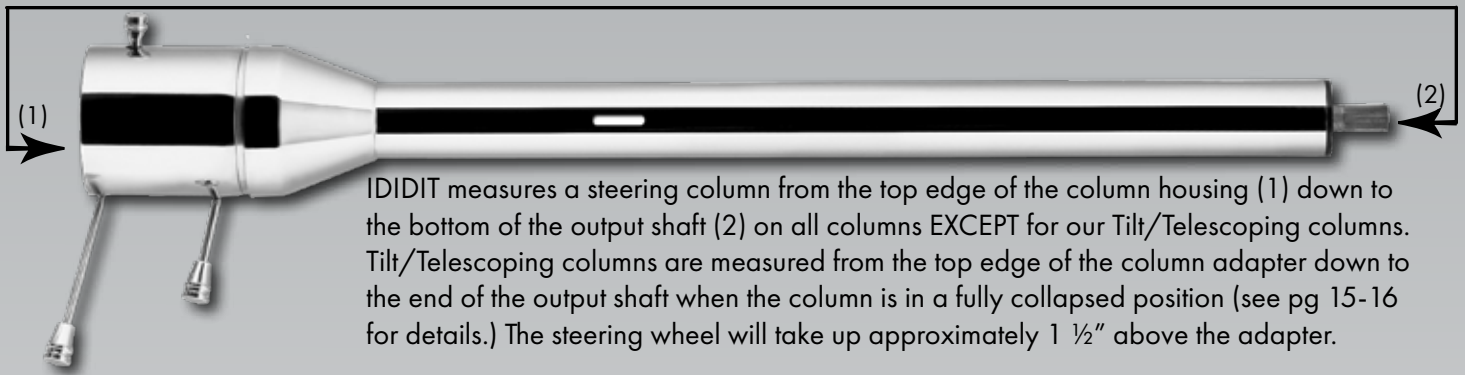 (1)
(2)
IDIDIT measures a steering column from the top edge of the column housing (1) down to
the bottom of the output shaft (2) on all columns EXCEPT for our Tilt/Telescoping columns.
Tilt/Telescoping columns are measured from the top edge of the column adapter down to
the end of the output shaft when the column is in a fully collapsed position (see pg 15-16
for details.) The steering wheel will take up approximately 1 ½” above the adapter.